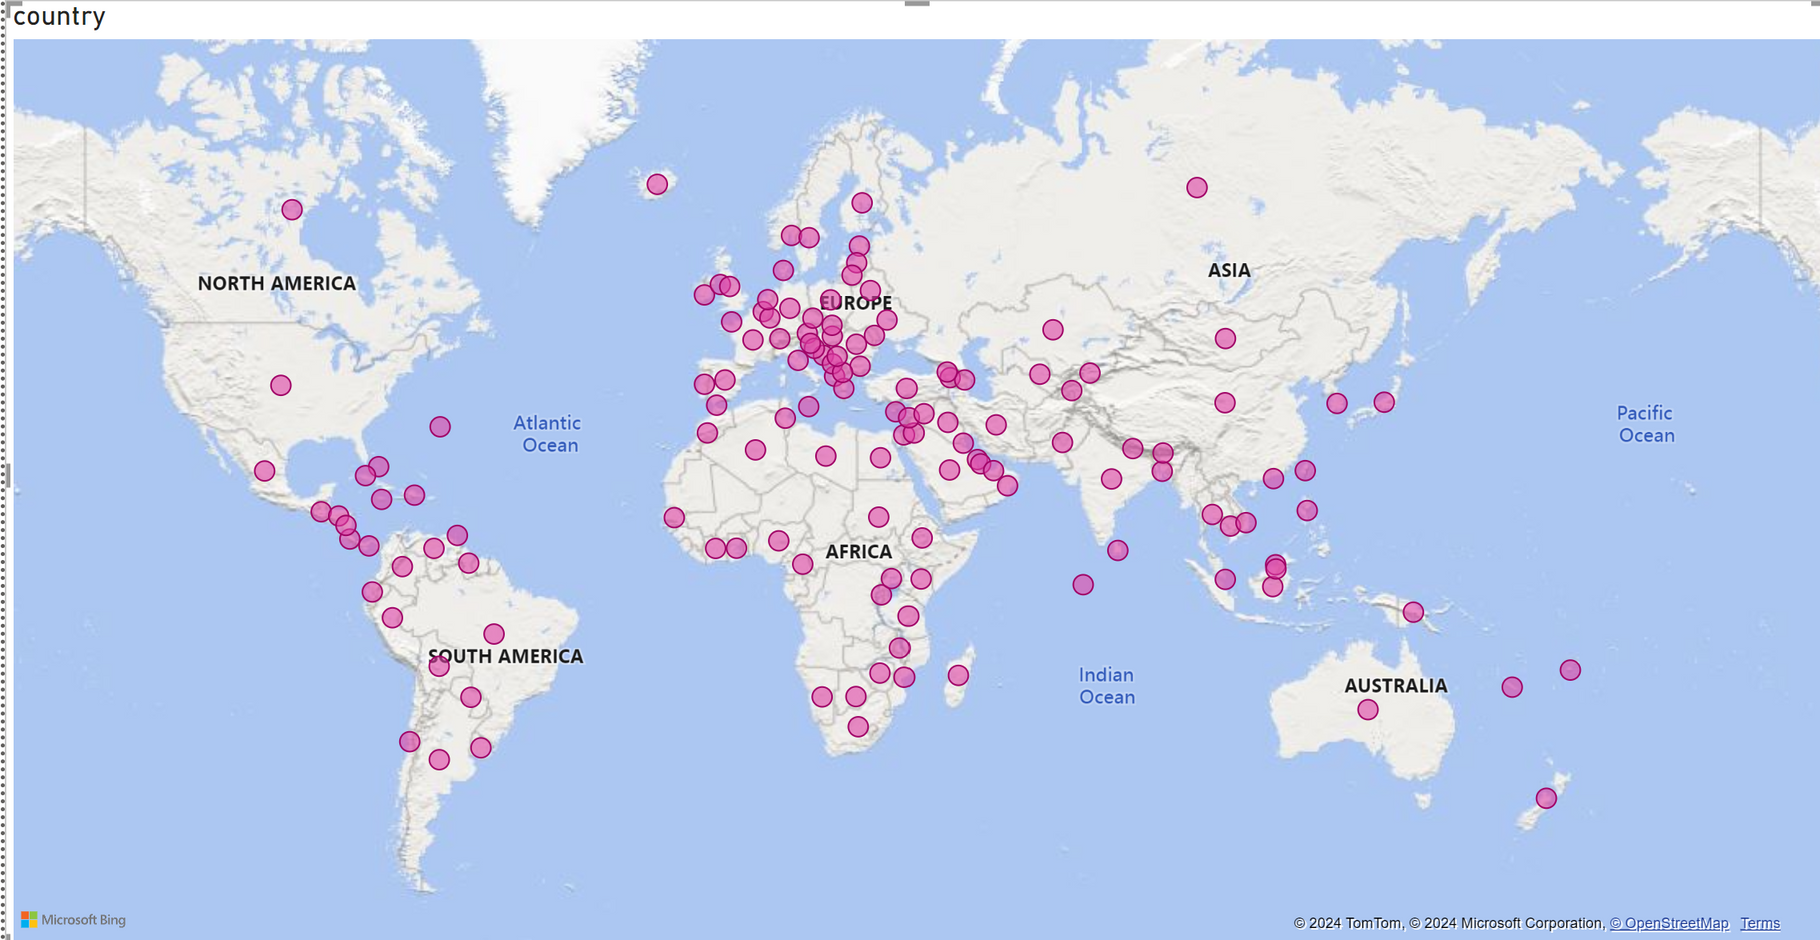 country
NORTH AMERICA
ASIA
EUROPE
Atlantic
Ocean
Pacific
Ocean
AFRICA
SOUTH AMERICA
Indian
Ocean
AUSTRALIA
Microsoft Bing
© 2024 TomTom, © 2024 Microsoft Corporation, © OpenStreetMap Terms